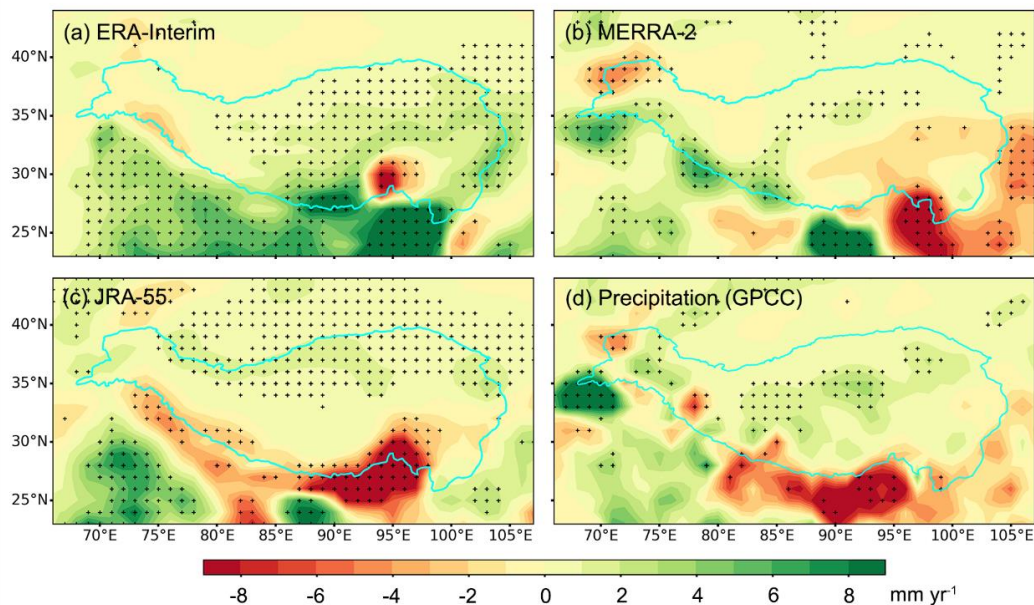 (a) ERA-Interim
(b) MERRA-2
40°N
35°N
30°N
25°N
(c) JRA-55
(d) Precipitation (GPCC)
40°N
35°N
30°N
25°N
70°E 75°E 80°E 85°E 90°E 95°E 100°E 105°E
70°E 75°E 80°E 85°E 90°E 95°E 100°E 105°E
-8 -6 -4 -2 0 2 4 6 8 mm yr⁻¹